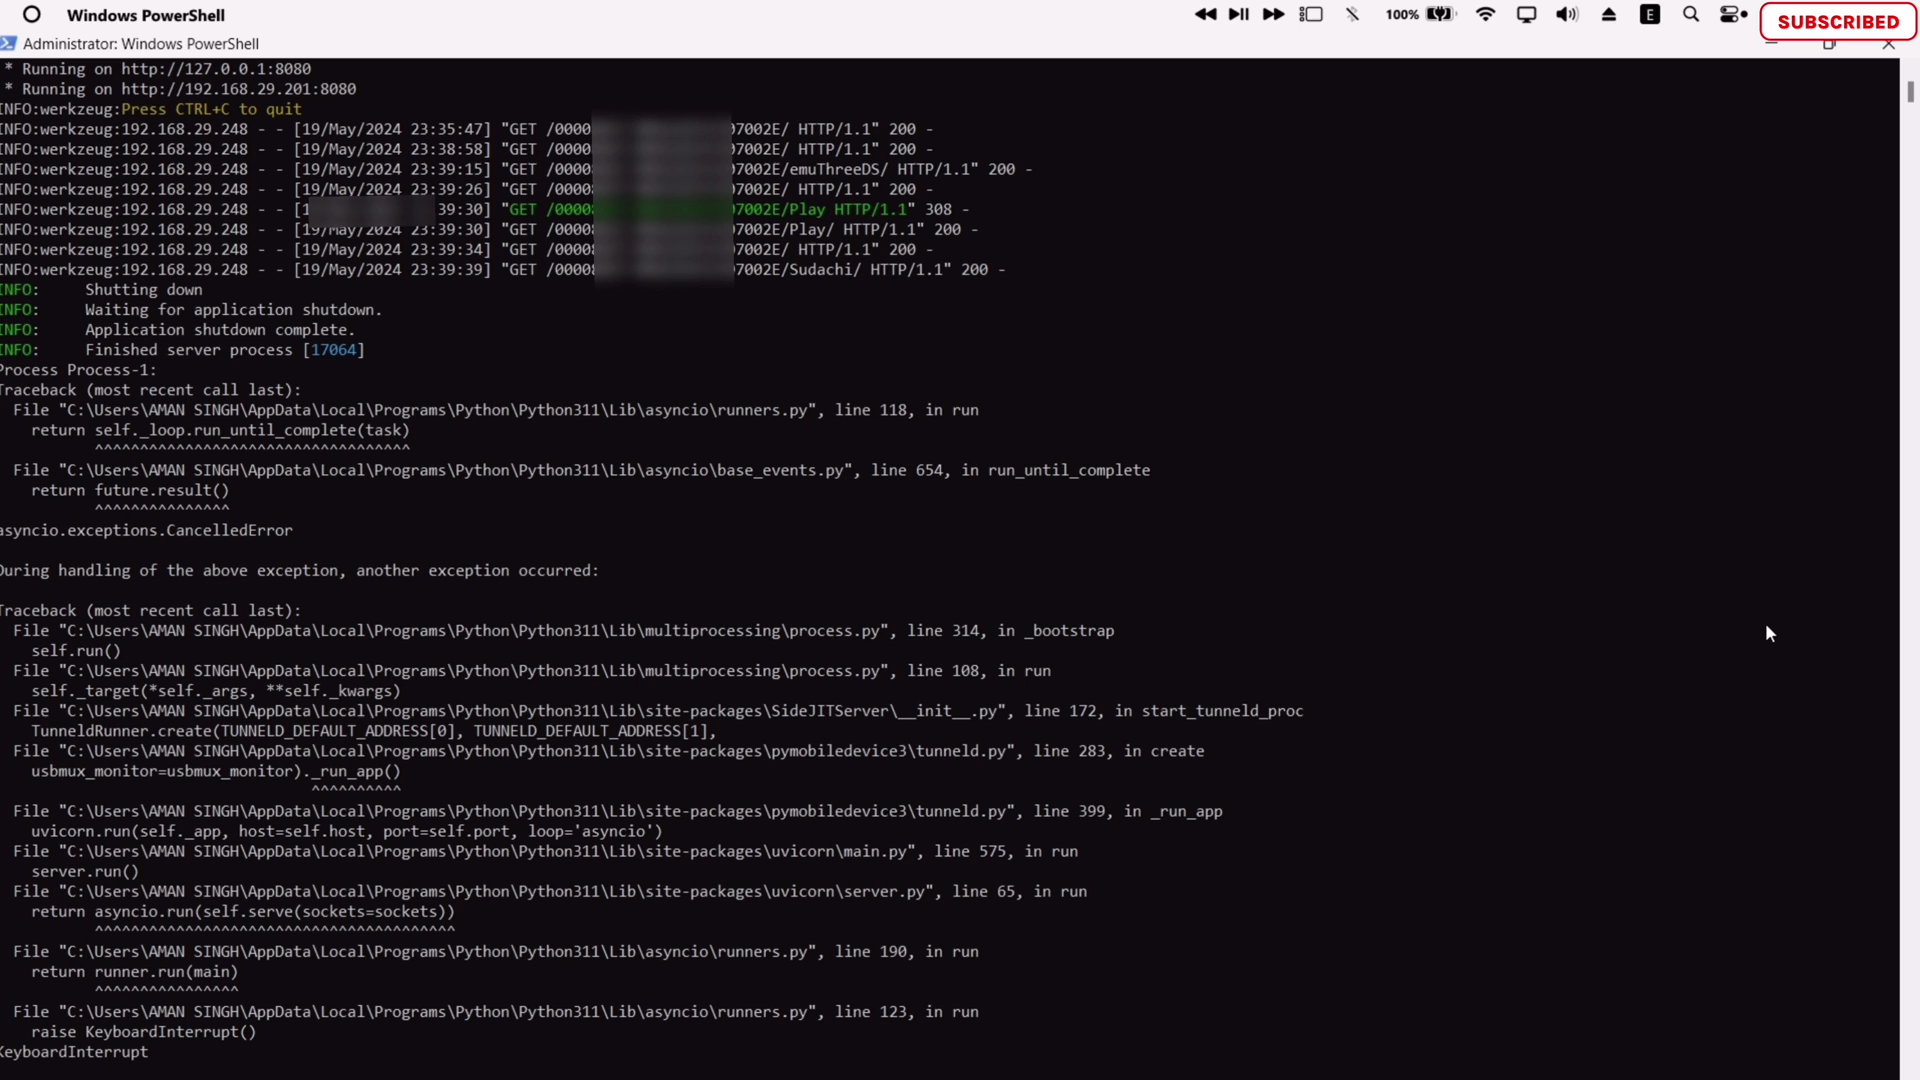 Windows PowerShell
100%
E
SUBSCRIBED
Administrator: Windows PowerShell
* Running on http://127.0.0.1:8080
* Running on http://192.168.29.201:8080
INFO:werkzeug:Press CTRL+C to quit
INFO:werkzeug:192.168.29.248 - - [19/May/2024 23:35:47] "GET /0000 07002E/ HTTP/1.1" 200 -
INFO:werkzeug:192.168.29.248 - - [19/May/2024 23:38:58] "GET /0000 07002E/ HTTP/1.1" 200 -
INFO:werkzeug:192.168.29.248 - - [19/May/2024 23:39:15] "GET /0000 07002E/emuThreeDS/ HTTP/1.1" 200 -
INFO:werkzeug:192.168.29.248 - - [19/May/2024 23:39:26] "GET /0000 07002E/ HTTP/1.1" 200 -
INFO:werkzeug:192.168.29.248 - - [1 39:30] "GET /0000 07002E/Play HTTP/1.1" 308 -
INFO:werkzeug:192.168.29.248 - - [19/May/2024 23:39:30] "GET /0000 07002E/Play/ HTTP/1.1" 200 -
INFO:werkzeug:192.168.29.248 - - [19/May/2024 23:39:34] "GET /0000 07002E/ HTTP/1.1" 200 -
INFO:werkzeug:192.168.29.248 - - [19/May/2024 23:39:39] "GET /0000 07002E/Sudachi/ HTTP/1.1" 200 -
INFO: Shutting down
INFO: Waiting for application shutdown.
INFO: Application shutdown complete.
INFO: Finished server process [17064]
Process Process-1:
Traceback (most recent call last):
File "C:\Users\AMAN SINGH\AppData\Local\Programs\Python\Python311\Lib\asyncio\runners.py", line 118, in run
return self._loop.run_until_complete(task)
^^^^^^^^^^^^^^^^^^^^^^^^^^^^^^^^^^^
File "C:\Users\AMAN SINGH\AppData\Local\Programs\Python\Python311\Lib\asyncio\base_events.py", line 654, in run_until_complete
return future.result()
^^^^^^^^^^^^^^^
asyncio.exceptions.CancelledError
During handling of the above exception, another exception occurred:
Traceback (most recent call last):
File "C:\Users\AMAN SINGH\AppData\Local\Programs\Python\Python311\Lib\multiprocessing\process.py", line 314, in _bootstrap
self.run()
File "C:\Users\AMAN SINGH\AppData\Local\Programs\Python\Python311\Lib\multiprocessing\process.py", line 108, in run
self._target(*self._args, **self._kwargs)
File "C:\Users\AMAN SINGH\AppData\Local\Programs\Python\Python311\Lib\site-packages\SideJITServer\__init__.py", line 172, in start_tunneld_proc
TunneldRunner.create(TUNNELD_DEFAULT_ADDRESS[0], TUNNELD_DEFAULT_ADDRESS[1],
File "C:\Users\AMAN SINGH\AppData\Local\Programs\Python\Python311\Lib\site-packages\pymobiledevice3\tunneld.py", line 283, in create
usbmux_monitor=usbmux_monitor)._run_app()
^^^^^^^^^^
File "C:\Users\AMAN SINGH\AppData\Local\Programs\Python\Python311\Lib\site-packages\pymobiledevice3\tunneld.py", line 399, in _run_app
uvicorn.run(self._app, host=self.host, port=self.port, loop='asyncio')
File "C:\Users\AMAN SINGH\AppData\Local\Programs\Python\Python311\Lib\site-packages\uvicorn\main.py", line 575, in run
server.run()
File "C:\Users\AMAN SINGH\AppData\Local\Programs\Python\Python311\Lib\site-packages\uvicorn\server.py", line 65, in run
return asyncio.run(self.serve(sockets=sockets))
^^^^^^^^^^^^^^^^^^^^^^^^^^^^^^^^^^^^^^^^
File "C:\Users\AMAN SINGH\AppData\Local\Programs\Python\Python311\Lib\asyncio\runners.py", line 190, in run
return runner.run(main)
^^^^^^^^^^^^^^^^
File "C:\Users\AMAN SINGH\AppData\Local\Programs\Python\Python311\Lib\asyncio\runners.py", line 123, in run
raise KeyboardInterrupt()
KeyboardInterrupt